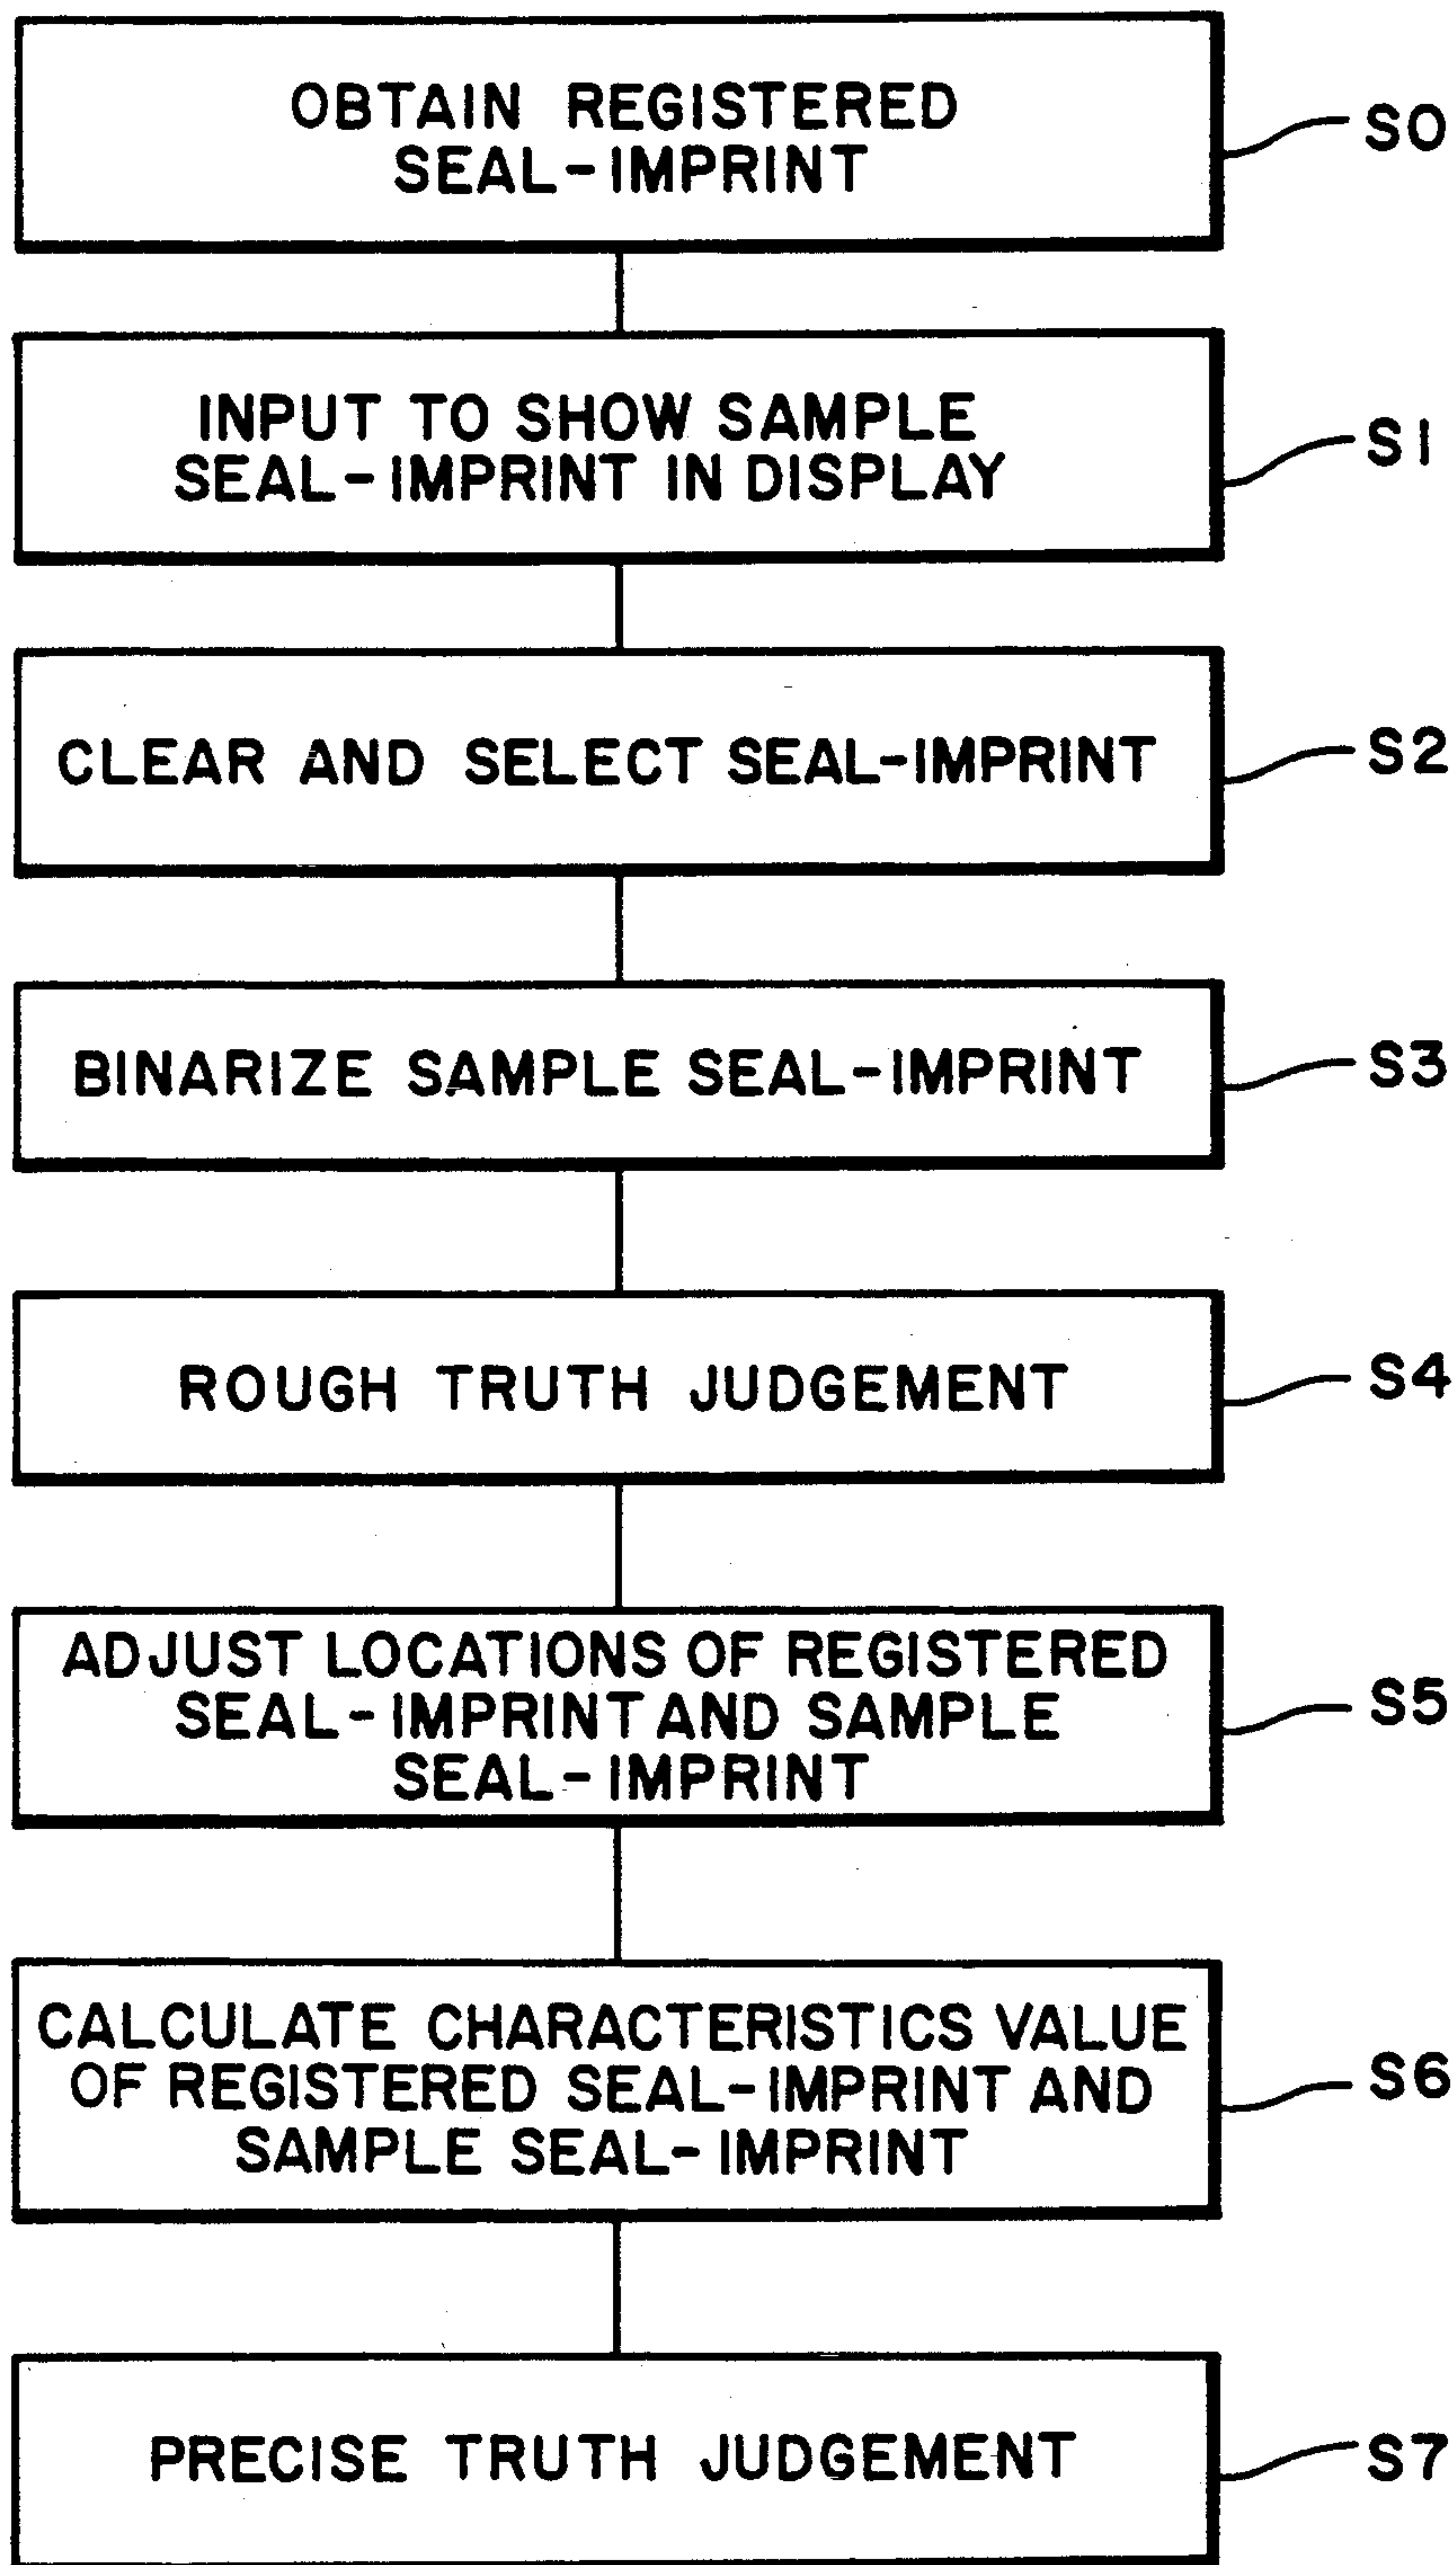 OBTAIN REGISTERED
SEAL-IMPRINT
S0
INPUT TO SHOW SAMPLE
SEAL-IMPRINT IN DISPLAY
S1
CLEAR AND SELECT SEAL-IMPRINT
S2
BINARIZE SAMPLE SEAL-IMPRINT
S3
ROUGH TRUTH JUDGEMENT
S4
ADJUST LOCATIONS OF REGISTERED
SEAL-IMPRINT AND SAMPLE
SEAL-IMPRINT
S5
CALCULATE CHARACTERISTICS VALUE
OF REGISTERED SEAL-IMPRINT AND
SAMPLE SEAL-IMPRINT
S6
PRECISE TRUTH JUDGEMENT
S7